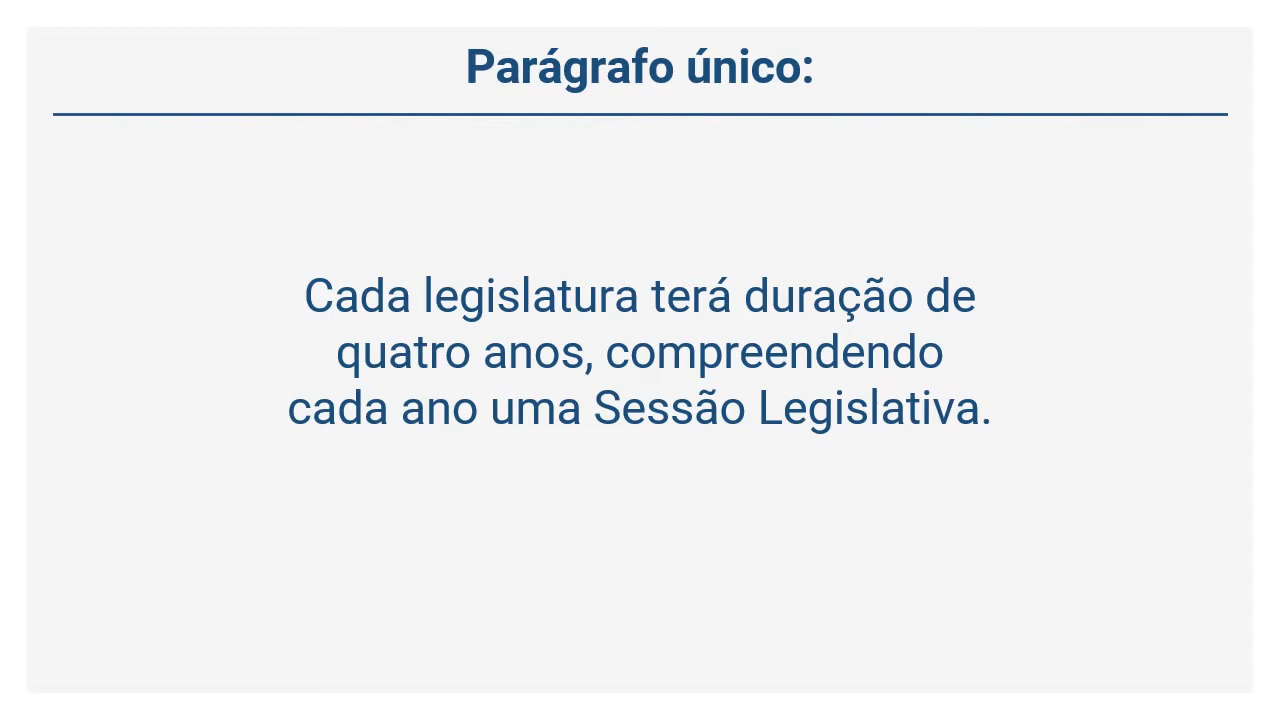 Parágrafo único:
Cada legislatura terá duração de
quatro anos, compreendendo
cada ano uma Sessão Legislativa.